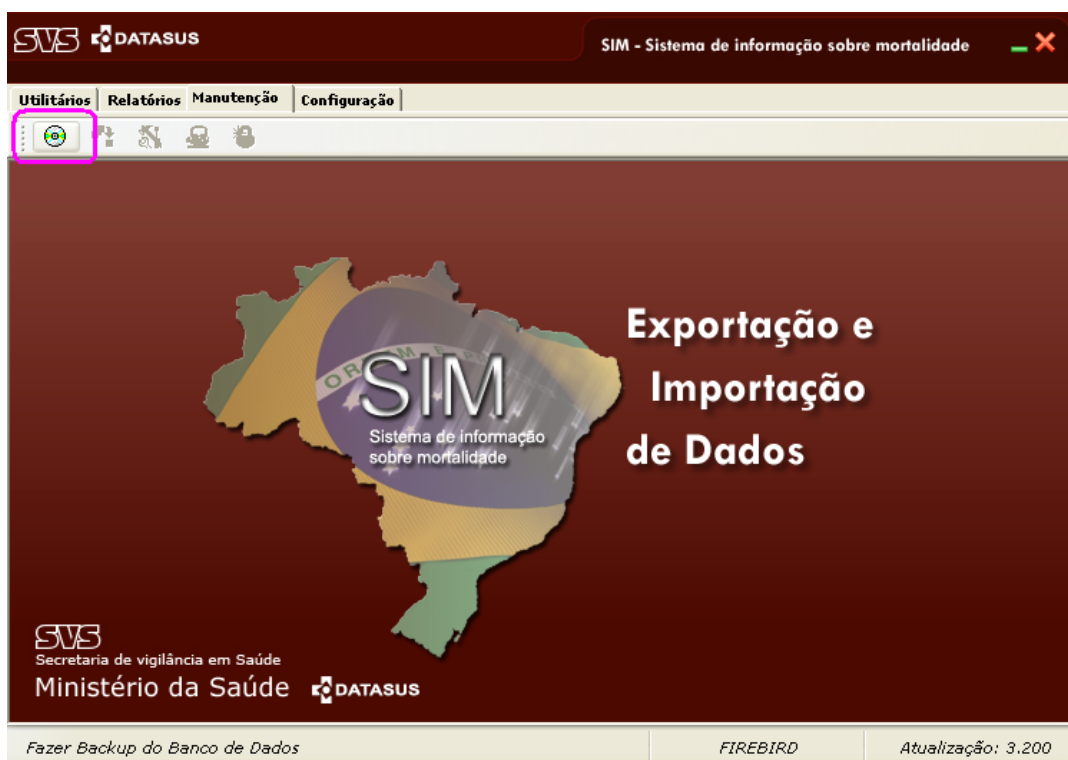 SVS DATASUS
SIM - Sistema de informação sobre mortalidade
Utilitários Relatórios Manutenção Configuração
ORDEM E P
SIM
Sistema de informação
sobre mortalidade
Exportação e
Importação
de Dados
SVS
Secretaria de vigilância em Saúde
Ministério da Saúde DATASUS
Fazer Backup do Banco de Dados FIREBIRD Atualização: 3.200